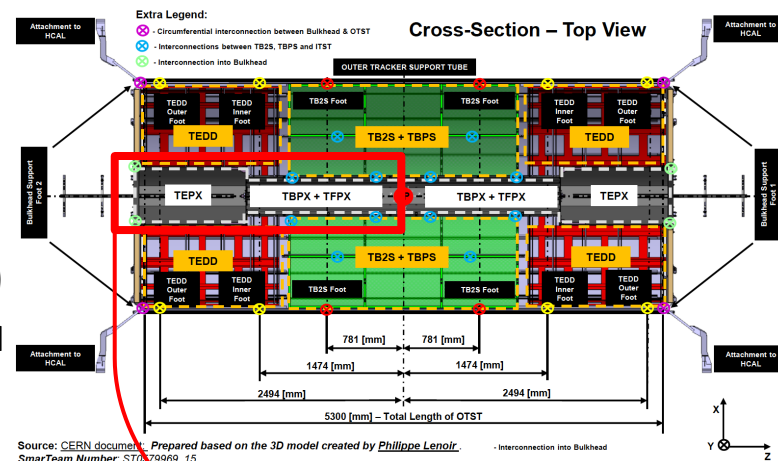 Extra Legend:
- Circumferential interconnection between Bulkhead & OTST
- Interconnections between TB2S, TBPS and ITST
- Interconnection into Bulkhead
Cross-Section – Top View
Attachment to
HCAL
Attachment to
HCAL
OUTER TRACKER SUPPORT TUBE
TEDD
Outer
Foot
TEDD
Inner
Foot
TB2S Foot
TB2S Foot
TEDD
Inner
Foot
TEDD
Outer
Foot
TEDD
TB2S + TBPS
TEDD
Bulkhead Support
Foot 2
TEPX
TBPX + TFPX
TBPX + TFPX
TEPX
Bulkhead Support
Foot 1
TEDD
TB2S + TBPS
TEDD
TEDD
Outer
Foot
TEDD
Inner
Foot
TB2S Foot
TB2S Foot
TEDD
Inner
Foot
TEDD
Outer
Foot
Attachment to
HCAL
Attachment to
HCAL
781 [mm]
781 [mm]
1474 [mm]
1474 [mm]
2494 [mm]
2494 [mm]
5300 [mm] – Total Length of OTST
X
Y
Z
Source: CERN document: Prepared based on the 3D model created by Philippe Lenoir .
- Interconnection into Bulkhead
SmarTeam Number: